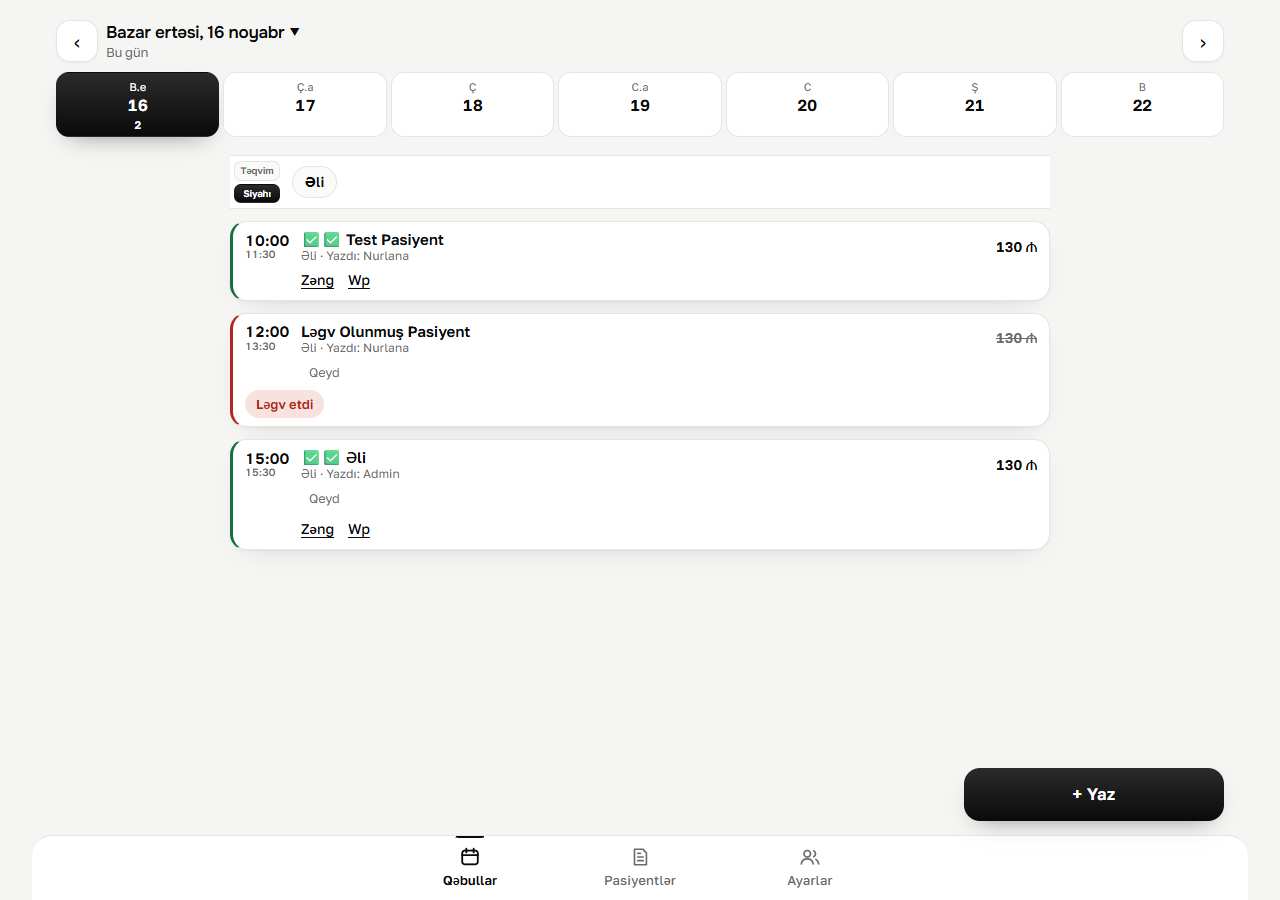 ‹
Bazar ertəsi, 16 noyabr ▼
Bu gün
›
B.e
16
2
Ç.a
17
Ç
18
C.a
19
C
20
Ş
21
B
22
Təqvim
Siyahı
Əli
10:00
11:30
✅ ✅ Test Pasiyent
Əli · Yazdı: Nurlana
130 ₼
Zəng Wp
12:00
13:30
Ləgv Olunmuş Pasiyent
Əli · Yazdı: Nurlana
130 ₼
Qeyd
Ləgv etdi
15:00
15:30
✅ ✅ Əli
Əli · Yazdı: Admin
130 ₼
Qeyd
Zəng Wp
+ Yaz
Qəbullar
Pasiyentlər
Ayarlar